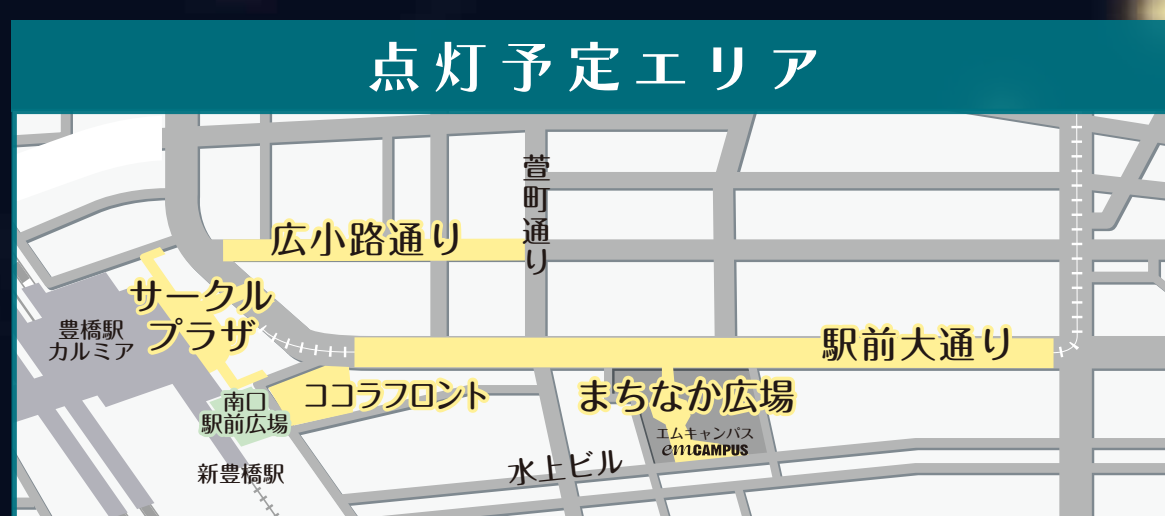 点灯予定エリア
萱町通り
広小路通り
サークル
プラザ
豊橋駅
カルミア
駅前大通り
ココラフロント
まちなか広場
南口
駅前広場
エムキャンパス
emCAMPUS
水上ビル
新豊橋駅